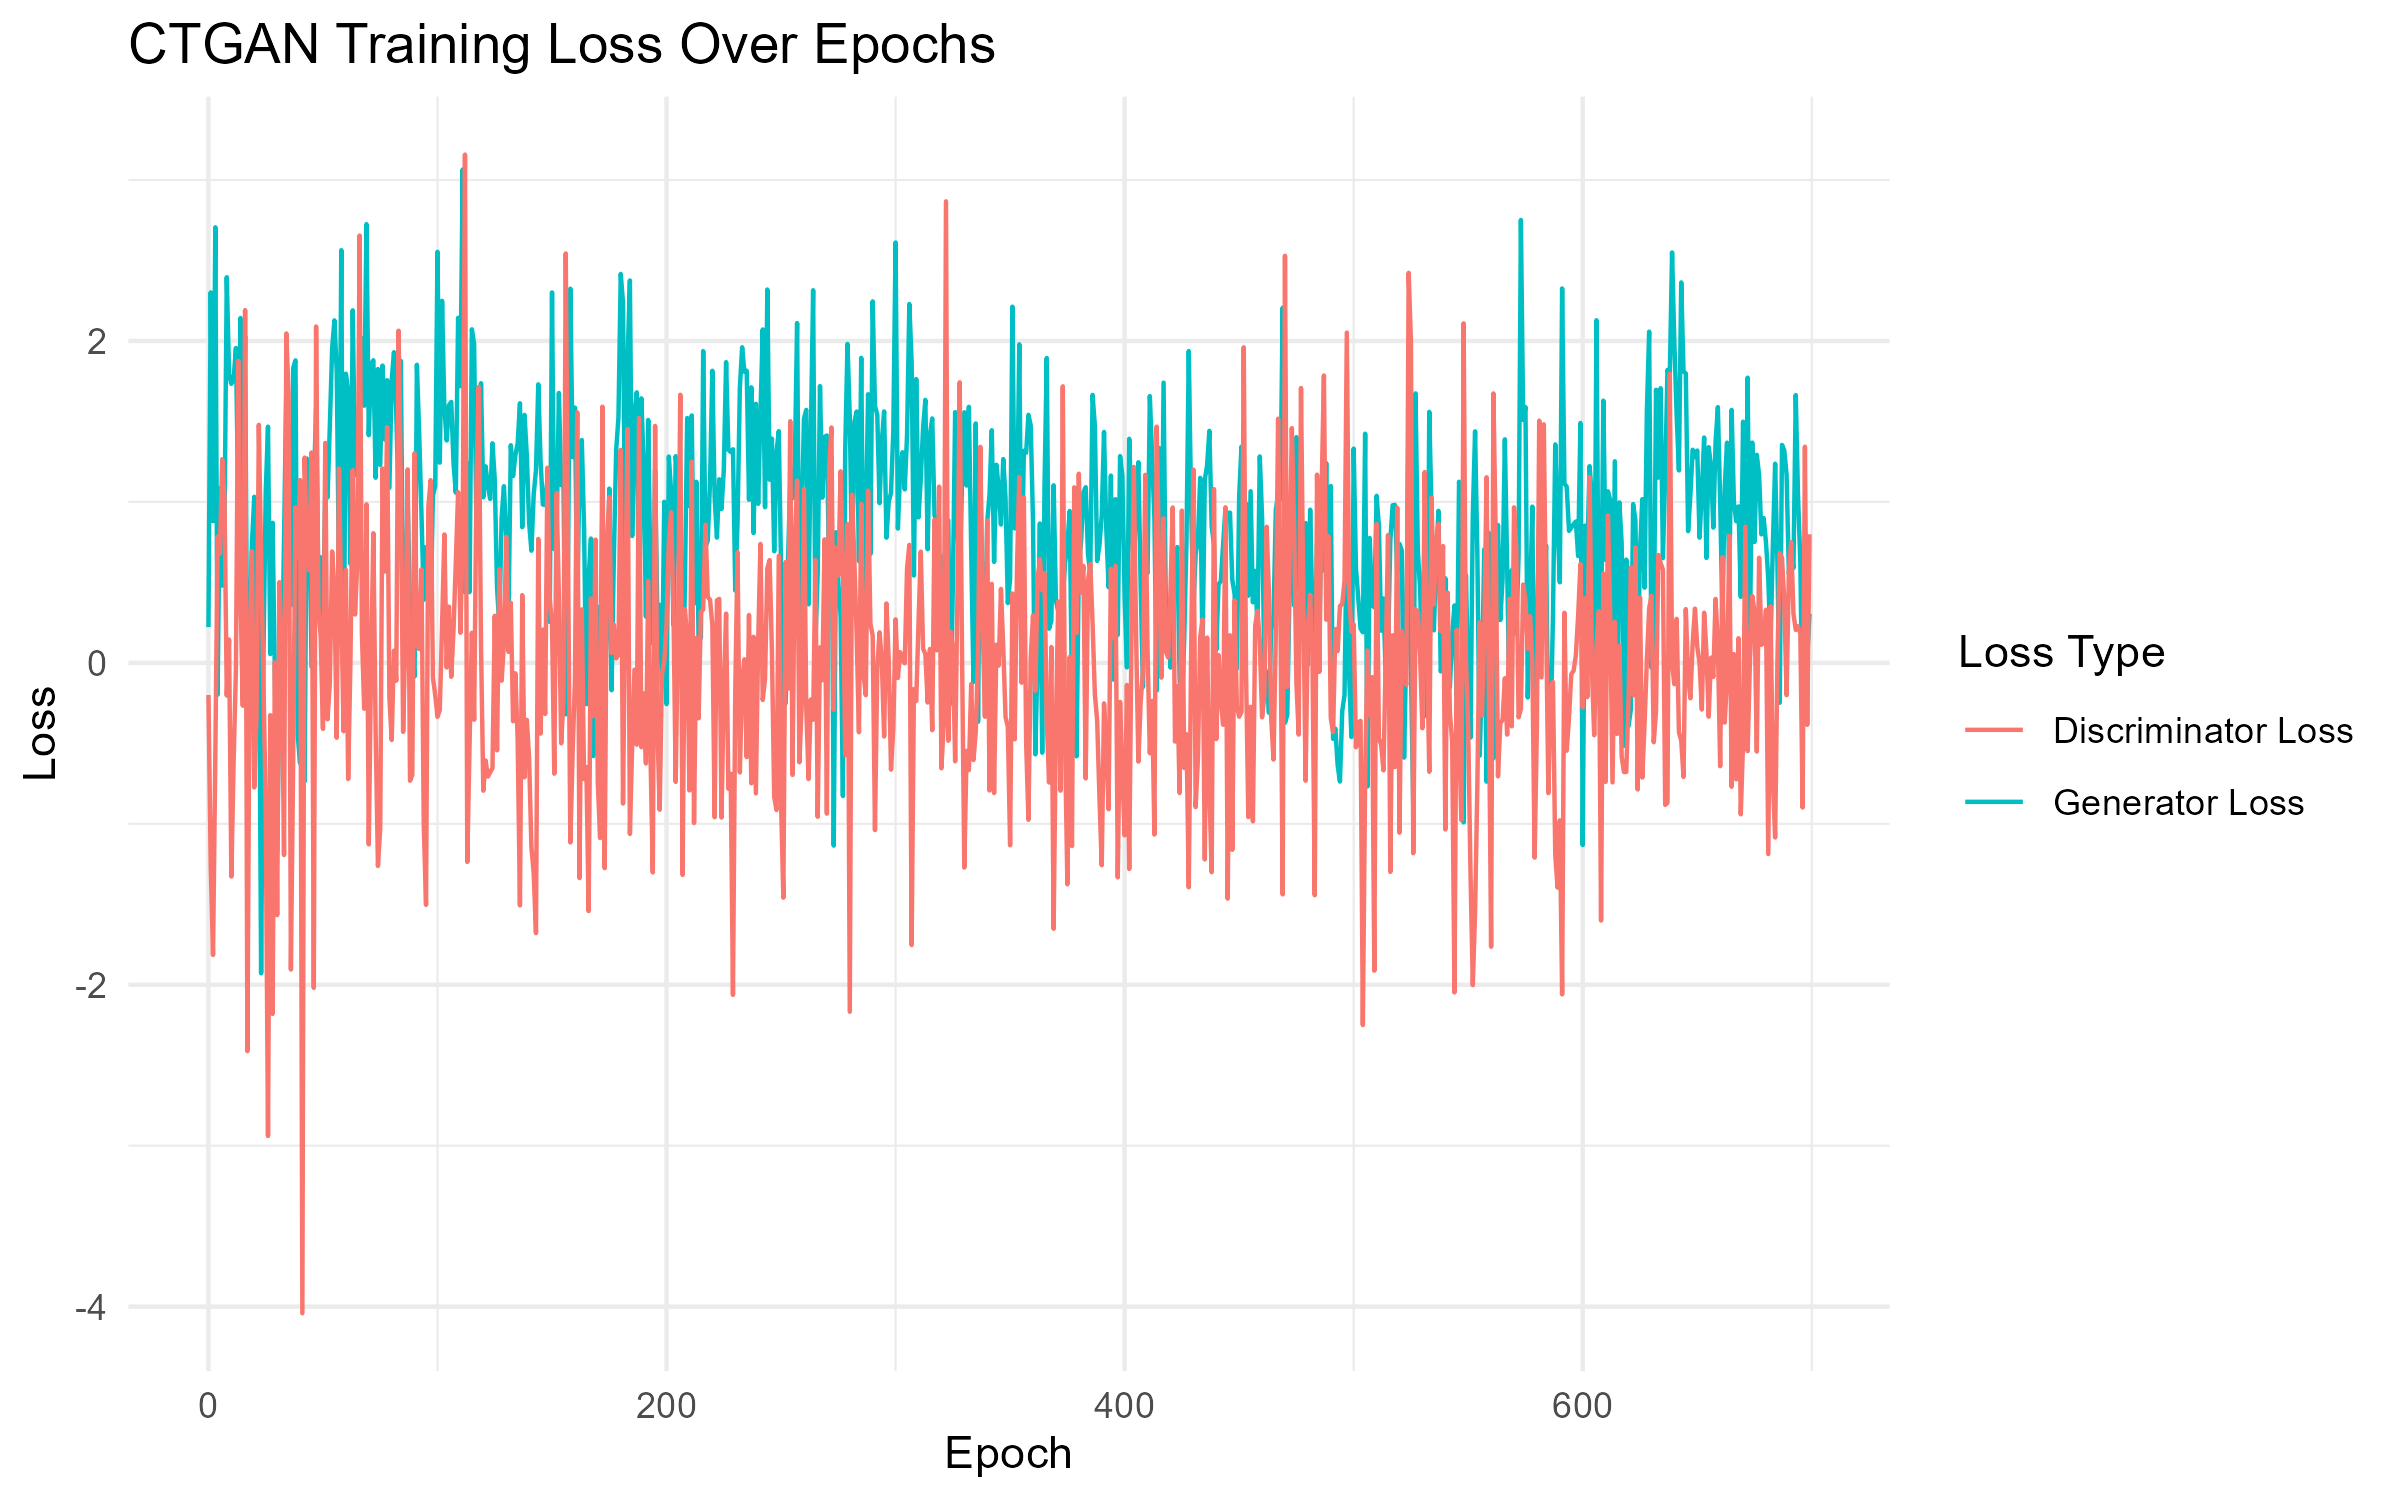 CTGAN Training Loss Over Epochs
Loss
2
0
-2
-4
0
200
400
600
Epoch
Loss Type
Discriminator Loss
Generator Loss